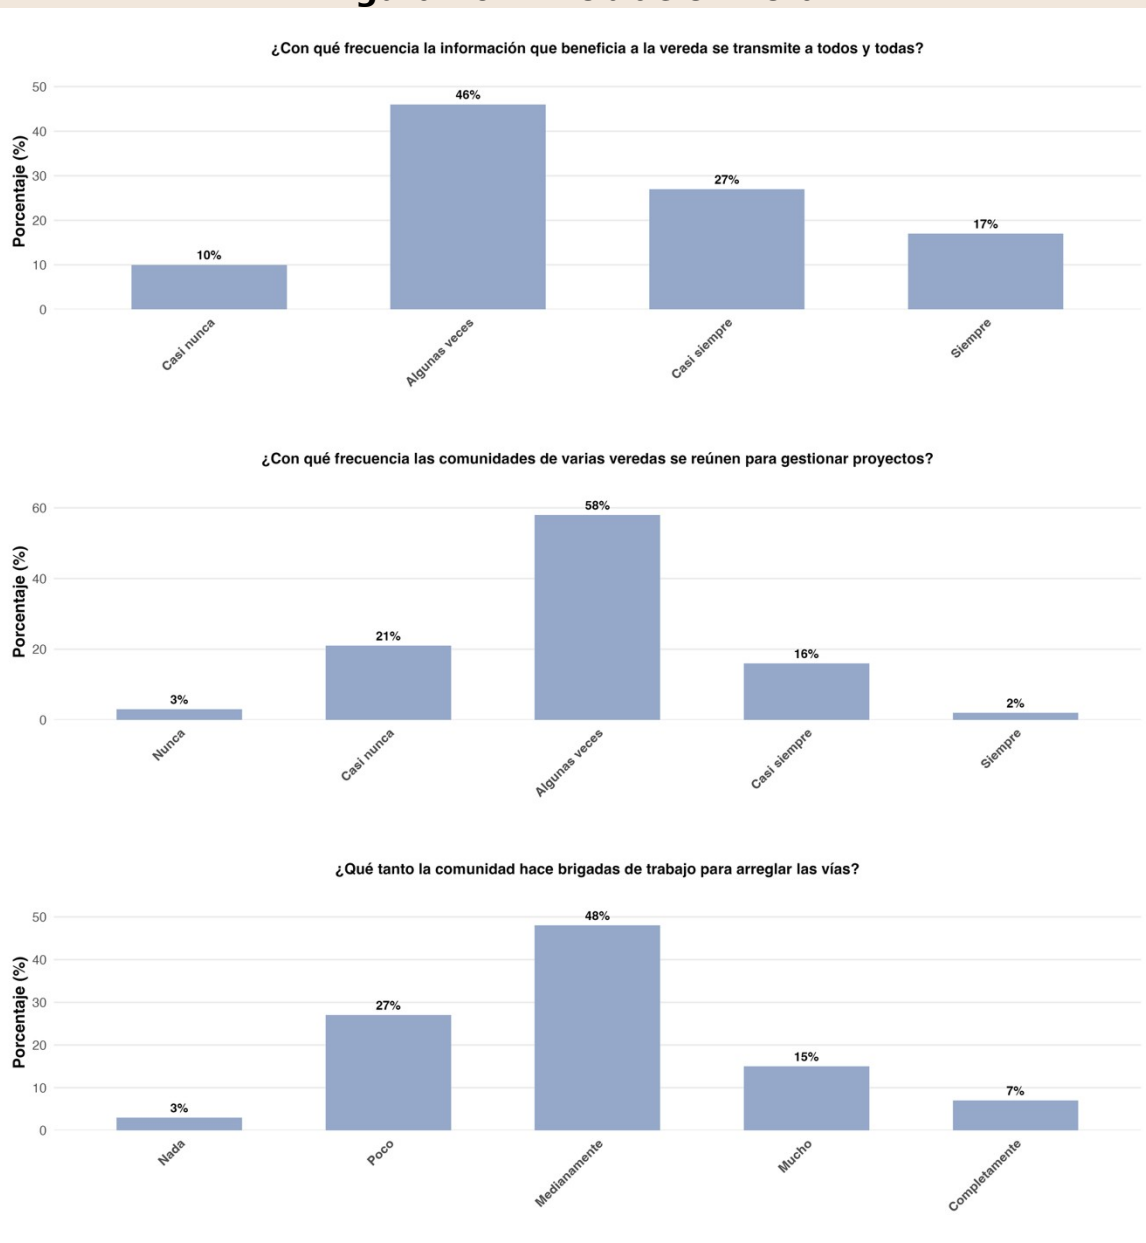 ¿Con qué frecuencia la información que beneficia a la vereda se transmite a todos y todas?
Porcentaje (%)
50
40
30
20
10
0
10%
46%
27%
17%
Casi nunca
Algunas veces
Casi siempre
Siempre
¿Con qué frecuencia las comunidades de varias veredas se reúnen para gestionar proyectos?
Porcentaje (%)
60
40
20
0
3%
21%
58%
16%
2%
Nunca
Casi nunca
Algunas veces
Casi siempre
Siempre
¿Qué tanto la comunidad hace brigadas de trabajo para arreglar las vías?
Porcentaje (%)
50
40
30
20
10
0
3%
27%
48%
15%
7%
Nada
Poco
Medianamente
Mucho
Completamente